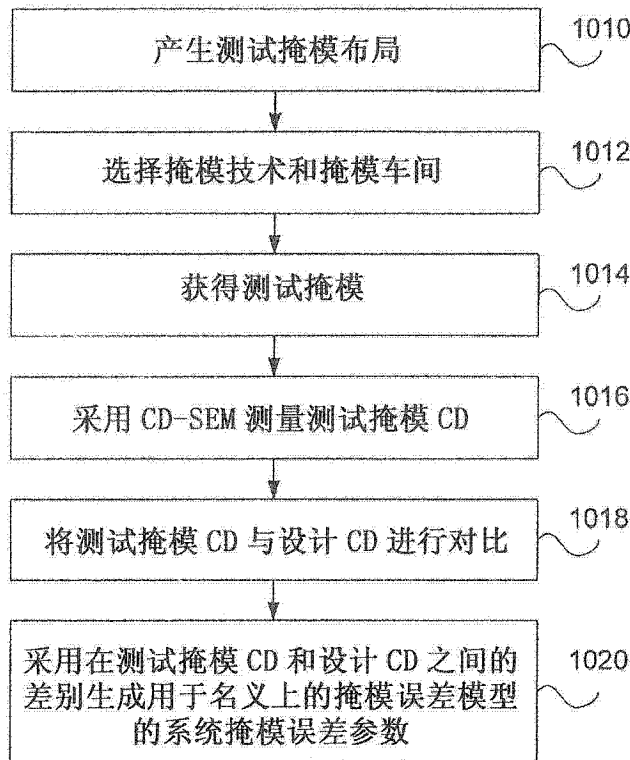 产生测试掩模布局
1010
选择掩模技术和掩模车间
1012
获得测试掩模
1014
采用 CD-SEM 测量测试掩模 CD
1016
将测试掩模 CD 与设计 CD 进行对比
1018
采用在测试掩模 CD 和设计 CD 之间的
差别生成用于名义上的掩模误差模型
的系统掩模误差参数
1020